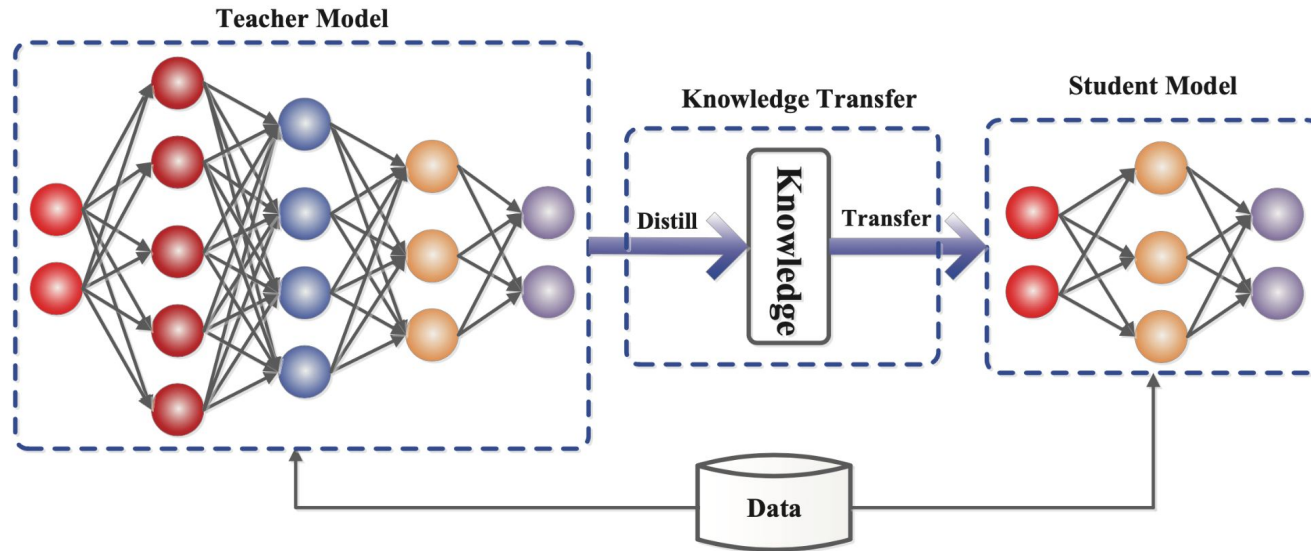 Teacher Model
Knowledge Transfer
Student Model
Distill
Knowledge
Transfer
Data